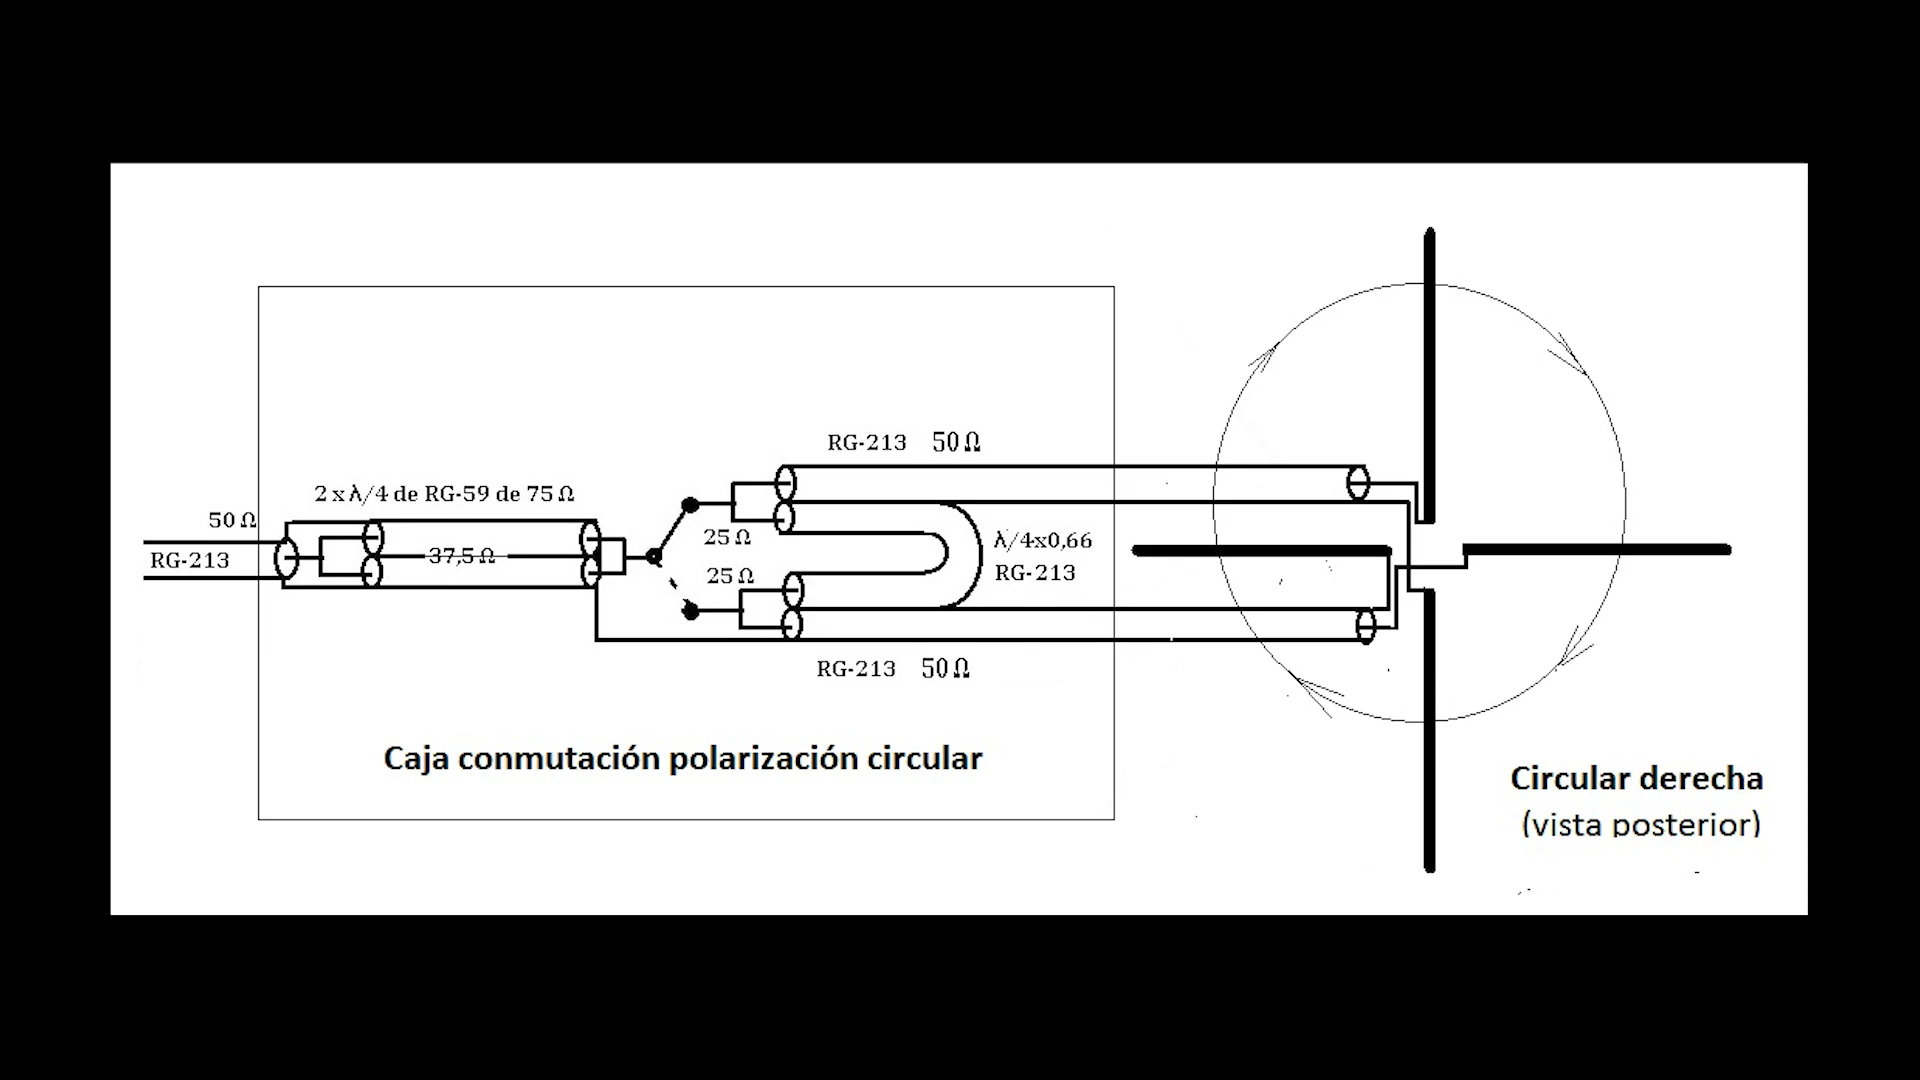 RG-213 50 Ω
2 x λ/4 de RG-59 de 75 Ω
50 Ω
RG-213
37,5 Ω
25 Ω
25 Ω
λ/4x0,66
RG-213
RG-213 50 Ω
Caja conmutación polarización circular
Circular derecha
(vista posterior)